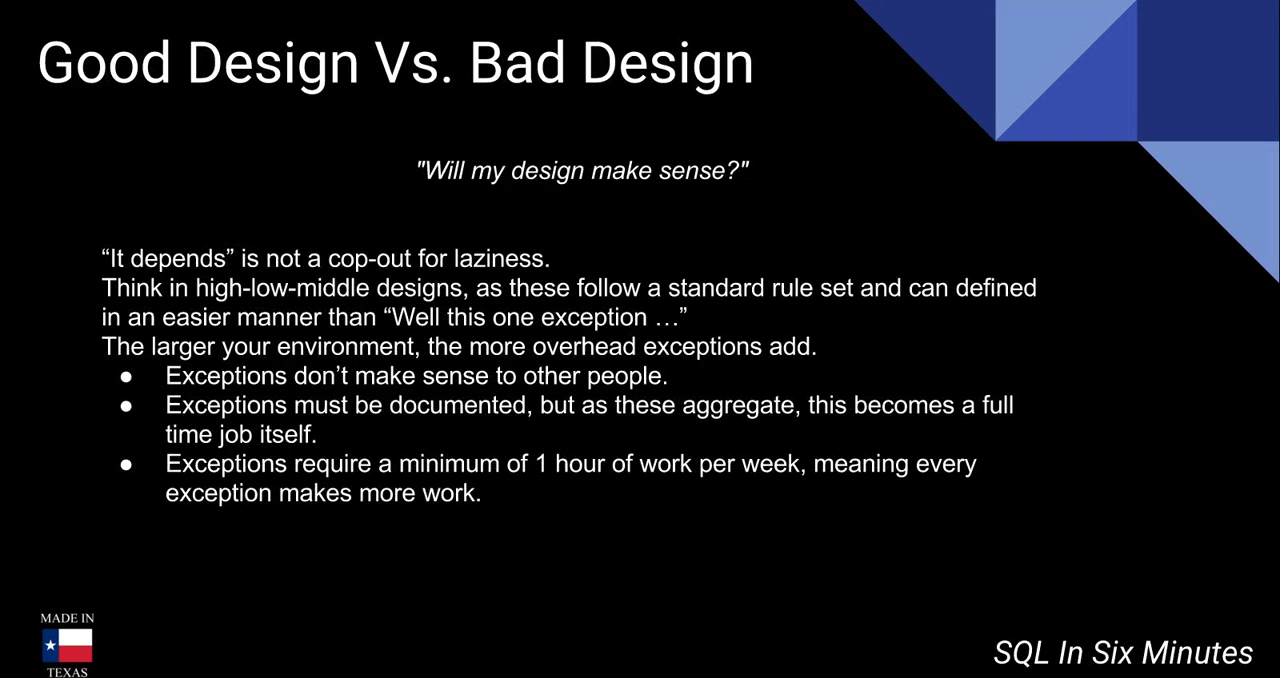 Good Design Vs. Bad Design
"Will my design make sense?"
“It depends” is not a cop-out for laziness.
Think in high-low-middle designs, as these follow a standard rule set and can defined
in an easier manner than “Well this one exception …”
The larger your environment, the more overhead exceptions add.
● Exceptions don’t make sense to other people.
● Exceptions must be documented, but as these aggregate, this becomes a full
time job itself.
● Exceptions require a minimum of 1 hour of work per week, meaning every
exception makes more work.
MADE IN
TEXAS
SQL In Six Minutes